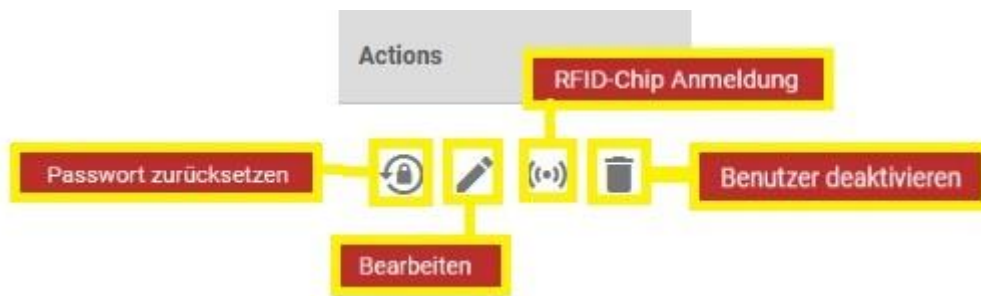 Actions
RFID-Chip Anmeldung
Passwort zurücksetzen
Benutzer deaktivieren
Bearbeiten